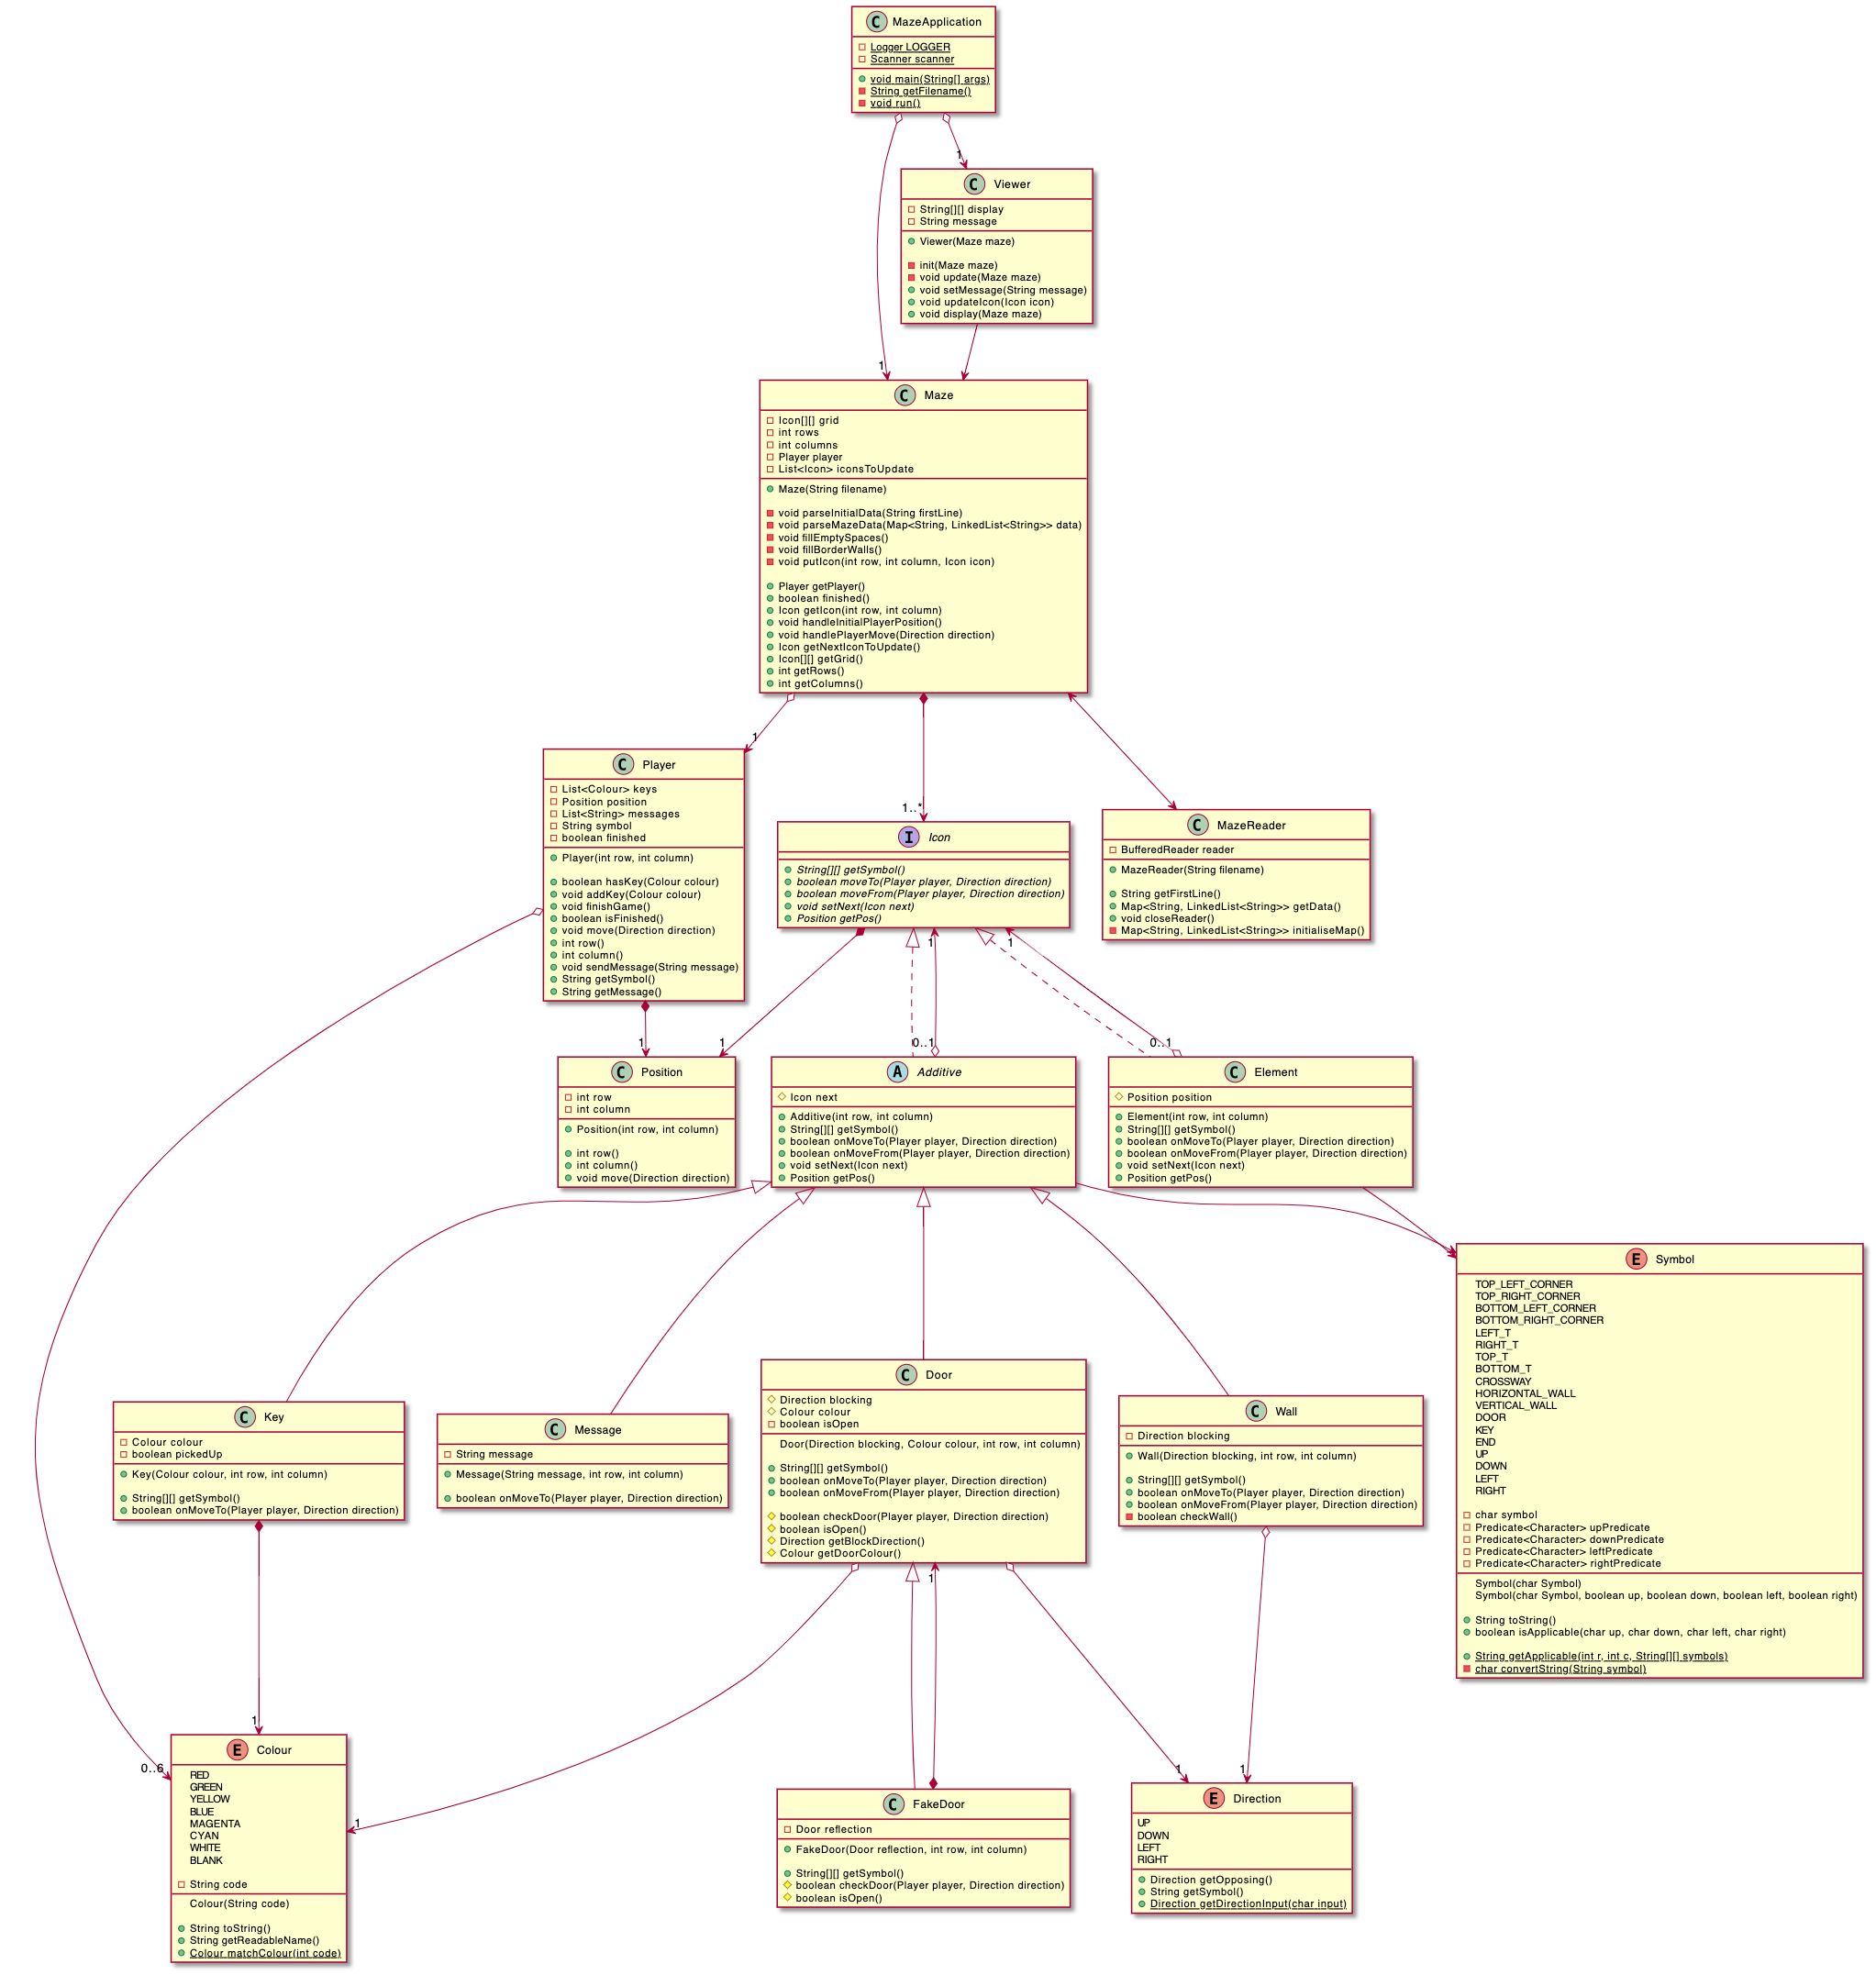 C MazeApplication
Logger LOGGER
Scanner scanner
void main(String[] args)
String getFilename()
void run()
1
C Viewer
String[][] display
String message
Viewer(Maze maze)
init(Maze maze)
void update(Maze maze)
void setMessage(String message)
void updateIcon(Icon icon)
void display(Maze maze)
1
C Maze
Icon[][] grid
int rows
int columns
Player player
List<Icon> iconsToUpdate
Maze(String filename)
void parseInitialData(String firstLine)
void parseMazeData(Map<String, LinkedList<String>> data)
void fillEmptySpaces()
void fillBorderWalls()
void putIcon(int row, int column, Icon icon)
Player getPlayer()
boolean finished()
Icon getIcon(int row, int column)
void handleInitialPlayerPosition()
void handlePlayerMove(Direction direction)
Icon getNextIconToUpdate()
Icon[][] getGrid()
int getRows()
int getColumns()
1
C Player
List<Colour> keys
Position position
List<String> messages
String symbol
boolean finished
Player(int row, int column)
boolean hasKey(Colour colour)
void addKey(Colour colour)
void finishGame()
boolean isFinished()
void move(Direction direction)
int row()
int column()
void sendMessage(String message)
String getSymbol()
String getMessage()
1..*
I Icon
String[][] getSymbol()
boolean moveTo(Player player, Direction direction)
boolean moveFrom(Player player, Direction direction)
void setNext(Icon next)
Position getPos()
C MazeReader
BufferedReader reader
MazeReader(String filename)
String getFirstLine()
Map<String, LinkedList<String>> getData()
void closeReader()
Map<String, LinkedList<String>> initialiseMap()
1
1
1
1
0..1
0..1
C Position
int row
int column
Position(int row, int column)
int row()
int column()
void move(Direction direction)
A Additive
Icon next
Additive(int row, int column)
String[][] getSymbol()
boolean onMoveTo(Player player, Direction direction)
boolean onMoveFrom(Player player, Direction direction)
void setNext(Icon next)
Position getPos()
C Element
Position position
Element(int row, int column)
String[][] getSymbol()
boolean onMoveTo(Player player, Direction direction)
boolean onMoveFrom(Player player, Direction direction)
void setNext(Icon next)
Position getPos()
E Symbol
TOP_LEFT_CORNER
TOP_RIGHT_CORNER
BOTTOM_LEFT_CORNER
BOTTOM_RIGHT_CORNER
LEFT_T
RIGHT_T
TOP_T
BOTTOM_T
CROSSWAY
HORIZONTAL_WALL
VERTICAL_WALL
DOOR
KEY
END
UP
DOWN
LEFT
RIGHT
char symbol
Predicate<Character> upPredicate
Predicate<Character> downPredicate
Predicate<Character> leftPredicate
Predicate<Character> rightPredicate
Symbol(char Symbol)
Symbol(char Symbol, boolean up, boolean down, boolean left, boolean right)
String toString()
boolean isApplicable(char up, char down, char left, char right)
String getApplicable(int r, int c, String[][] symbols)
char convertString(String symbol)
C Key
Colour colour
boolean pickedUp
Key(Colour colour, int row, int column)
String[][] getSymbol()
boolean onMoveTo(Player player, Direction direction)
C Message
String message
Message(String message, int row, int column)
boolean onMoveTo(Player player, Direction direction)
C Door
Direction blocking
Colour colour
boolean isOpen
Door(Direction blocking, Colour colour, int row, int column)
String[][] getSymbol()
boolean onMoveTo(Player player, Direction direction)
boolean onMoveFrom(Player player, Direction direction)
boolean checkDoor(Player player, Direction direction)
boolean isOpen()
Direction getBlockDirection()
Colour getDoorColour()
C Wall
Direction blocking
Wall(Direction blocking, int row, int column)
String[][] getSymbol()
boolean onMoveTo(Player player, Direction direction)
boolean onMoveFrom(Player player, Direction direction)
boolean checkWall()
1
1
0..6
1
1
1
E Colour
RED
GREEN
YELLOW
BLUE
MAGENTA
CYAN
WHITE
BLANK
String code
Colour(String code)
String toString()
String getReadableName()
Colour matchColour(int code)
C FakeDoor
Door reflection
FakeDoor(Door reflection, int row, int column)
String[][] getSymbol()
boolean checkDoor(Player player, Direction direction)
boolean isOpen()
E Direction
UP
DOWN
LEFT
RIGHT
Direction getOpposing()
String getSymbol()
Direction getDirectionInput(char input)